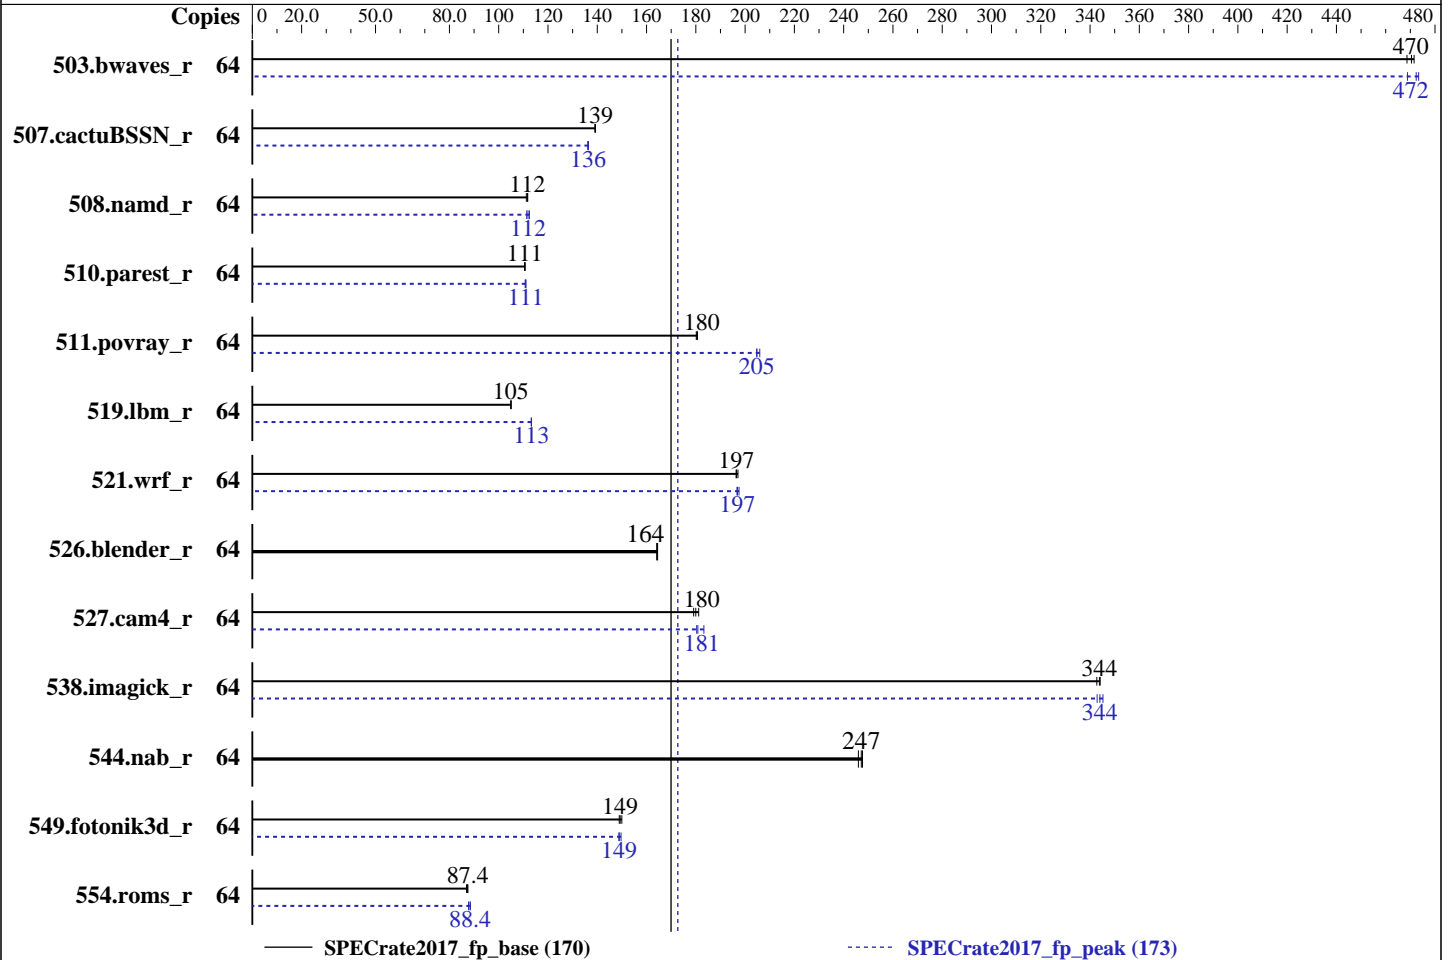 Copies 0 20.0 50.0 80.0 100 120 140 160 180 200 220 240 260 280 300 320 340 360 380 400 420 440 480
470
503.bwaves_r 64
472
139
507.cactuBSSN_r 64
136
112
508.namd_r 64
112
111
510.parest_r 64
111
180
511.povray_r 64
205
105
519.lbm_r 64
113
197
521.wrf_r 64
197
164
526.blender_r 64
180
527.cam4_r 64
181
344
538.imagick_r 64
344
247
544.nab_r 64
149
549.fotonik3d_r 64
149
87.4
554.roms_r 64
88.4
SPECrate2017_fp_base (170) SPECrate2017_fp_peak (173)